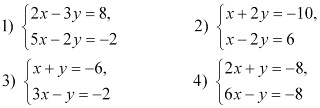 1) { 2x − 3y = 8,
5x − 2y = −2
2) { x + 2y = −10,
x − 2y = 6
3) { x + y = −6,
3x − y = −2
4) { 2x + y = −8,
6x − y = −8